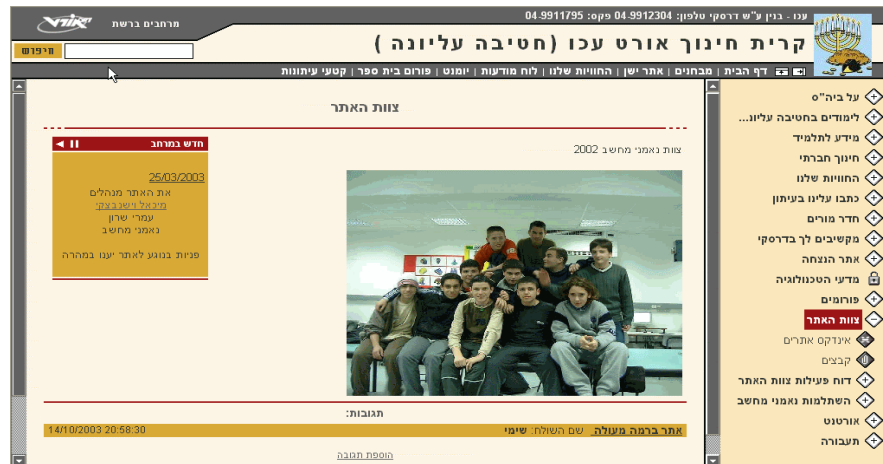 עכו - בנין ע"ש דרסקי טלפון: 04-9912304 פקס: 04-9911795
קרית חינוך אורט עכו (חטיבה עליונה )
מרחבים ברשת
חיפוש
דף הבית | מבחנים | אתר ישן | החוויות שלנו | לוח מודעות | יומנט | פורום בית ספר | קטעי עיתונות
על ביה"ס
לימודים בחטיבה עליונ...
מידע לתלמיד
חינוך חברתי
החוויות שלנו
כתבו עלינו בעיתון
חדר מורים
מקשיבים לך בדרסקי
אתר הנצחה
מדעי הטכנולוגיה
פורומים
צוות האתר
אינדקס אתרים
קבצים
דוח פעילות צוות האתר
השתלמות נאמני מחשב
אורטנט
תעבורה
צוות האתר
צוות נאמני מחשב 2002
חדש במרחב
25/03/2003
את האתר מנהלים
מיכאל וישנבצקי
עמרי שרון
נאמני מחשב
פניות בנוגע לאתר יענו במהרה
תגובות:
אתר ברמה מעולה שם השולח: שימי 14/10/2003 20:58:30
הוספת תגובה